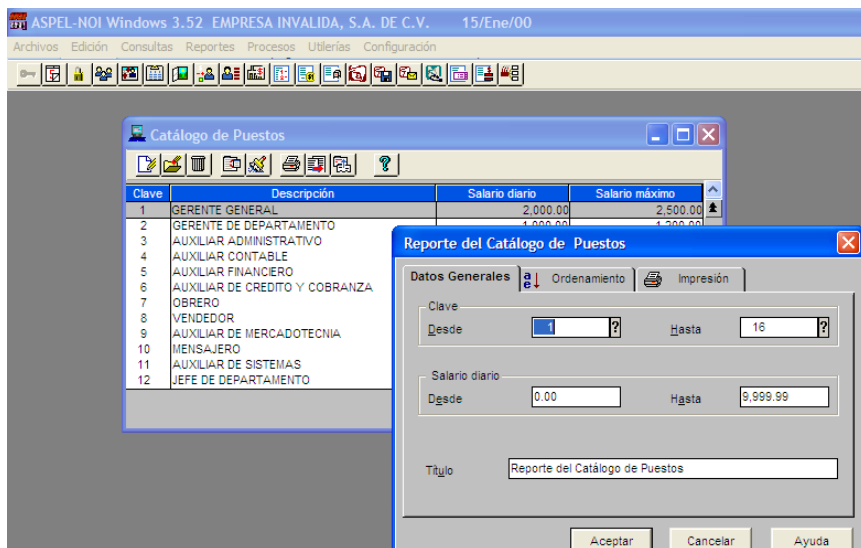 ASPEL-NOI Windows 3.52 EMPRESA INVALIDA, S.A. DE C.V. 15/Ene/00
Archivos Edición Consultas Reportes Procesos Utilerías Configuración
Catálogo de Puestos
Clave Descripción Salario diario Salario máximo
1 GERENTE GENERAL 2,000.00 2,500.00
2 GERENTE DE DEPARTAMENTO
3 AUXILIAR ADMINISTRATIVO
4 AUXILIAR CONTABLE
5 AUXILIAR FINANCIERO
6 AUXILIAR DE CREDITO Y COBRANZA
7 OBRERO
8 VENDEDOR
9 AUXILIAR DE MERCADOTECNIA
10 MENSAJERO
11 AUXILIAR DE SISTEMAS
12 JEFE DE DEPARTAMENTO
Reporte del Catálogo de Puestos
Datos Generales Ordenamiento Impresión
Clave
Desde 1 ? Hasta 16 ?
Salario diario
Desde 0.00 Hasta 9,999.99
Título Reporte del Catálogo de Puestos
Aceptar Cancelar Ayuda